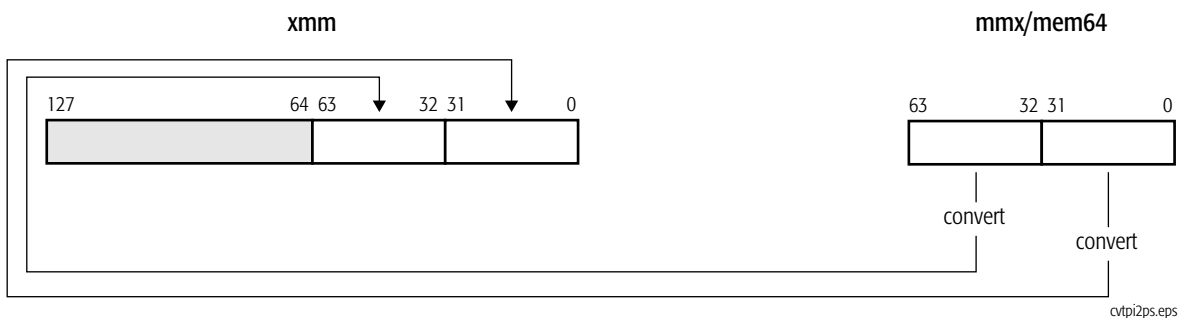 xmm
mmx/mem64
127 64 63 32 31 0
63 32 31 0
convert
convert
cvtpi2ps.eps